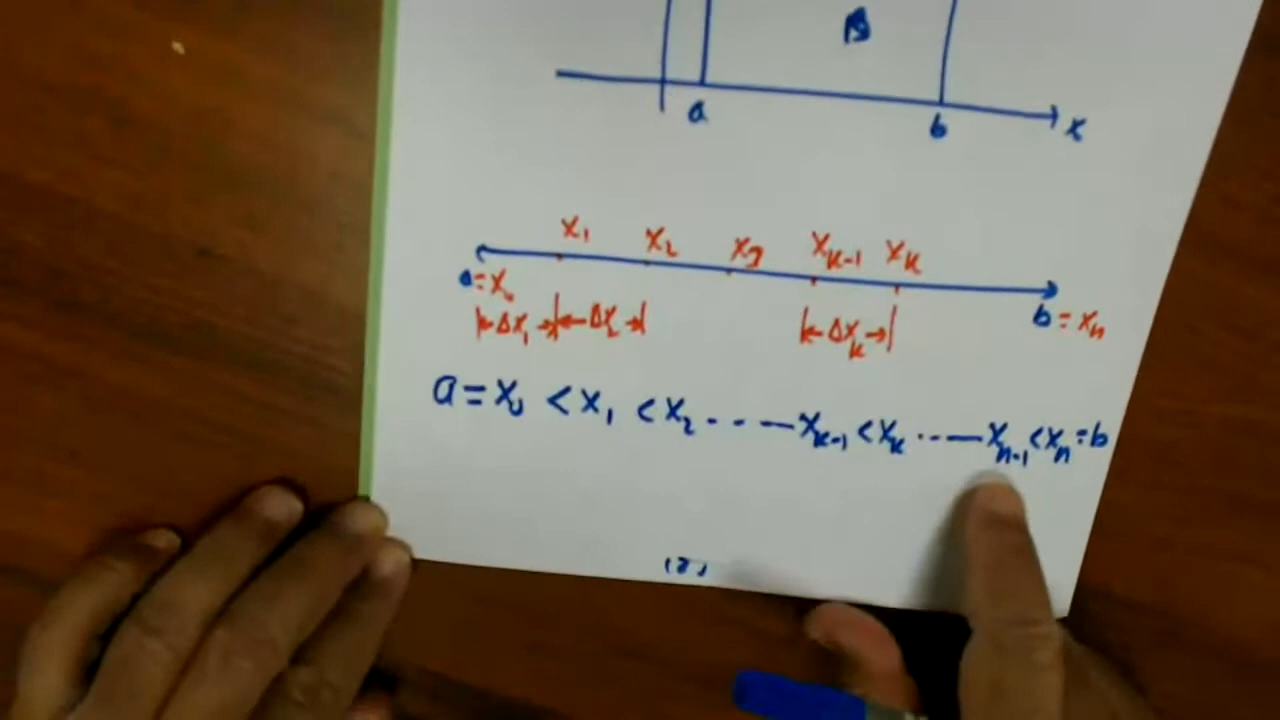 B
a b x
x₁ x₂ x₃ xₖ₋₁ xₖ
a = x₀ b = xₙ
Δx₁ Δx₂ Δxₖ
a = x₀ < x₁ < x₂ . . . . — xₖ₋₁ < xₖ . . . — xₙ₋₁ < xₙ = b
(2)